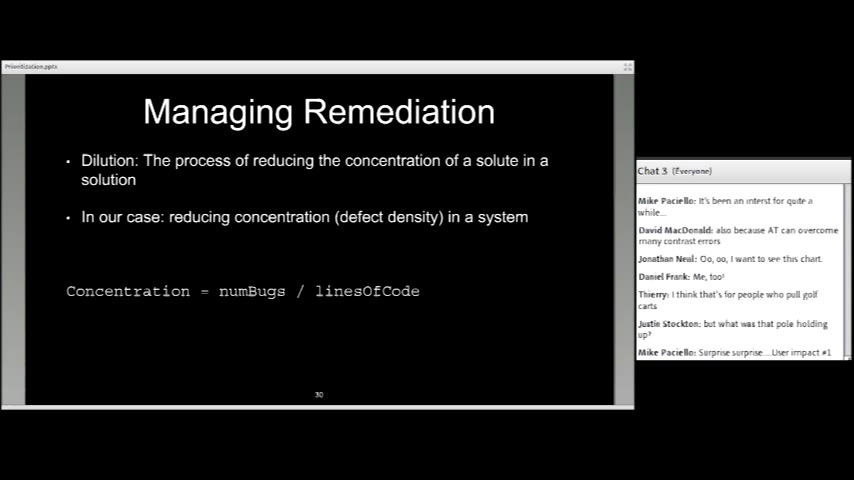 Prioritization.pptx
Managing Remediation
• Dilution: The process of reducing the concentration of a solute in a
solution
• In our case: reducing concentration (defect density) in a system
Concentration = numBugs / linesOfCode
30
Chat 3 (Everyone)
Mike Paciello: It's been an interst for quite a
while...
David MacDonald: also because AT can overcome
many contrast errors
Jonathan Neal: Oo, oo, I want to see this chart.
Daniel Frank: Me, too!
Thierry: I think that's for people who pull golf
carts
Justin Stockton: but what was that pole holding
up?
Mike Paciello: Surprise surprise....User impact #1